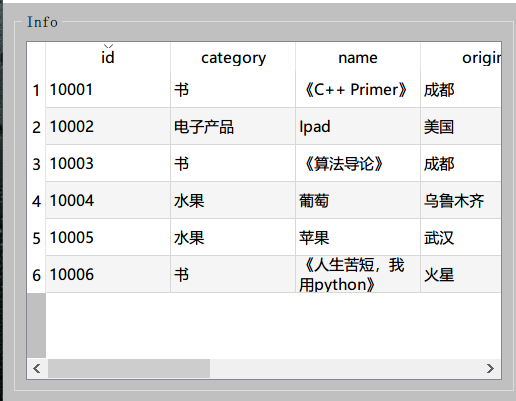 Info
id category name origin
1 10001 书 《C++ Primer》 成都
2 10002 电子产品 Ipad 美国
3 10003 书 《算法导论》 成都
4 10004 水果 葡萄 乌鲁木齐
5 10005 水果 苹果 武汉
6 10006 书 《人生苦短，我用python》 火星